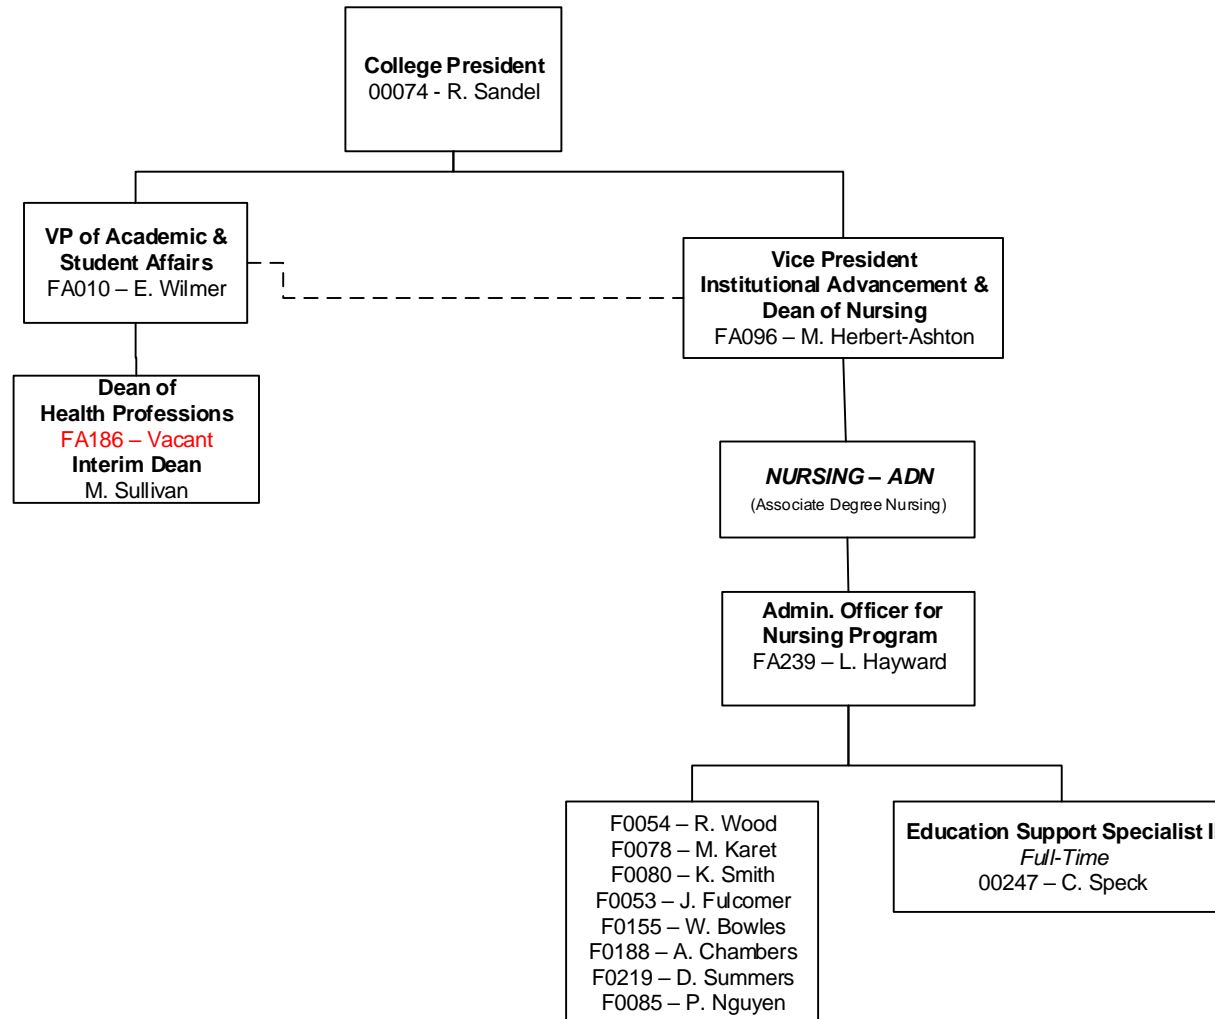 College President
00074 - R. Sandel
VP of Academic &
Student Affairs
FA010 – E. Wilmer
Vice President
Institutional Advancement &
Dean of Nursing
FA096 – M. Herbert-Ashton
Dean of
Health Professions
FA186 – Vacant
Interim Dean
M. Sullivan
NURSING – ADN
(Associate Degree Nursing)
Admin. Officer for
Nursing Program
FA239 – L. Hayward
F0054 – R. Wood
F0078 – M. Karet
F0080 – K. Smith
F0053 – J. Fulcomer
F0155 – W. Bowles
F0188 – A. Chambers
F0219 – D. Summers
F0085 – P. Nguyen
Education Support Specialist
Full-Time
00247 – C. Speck